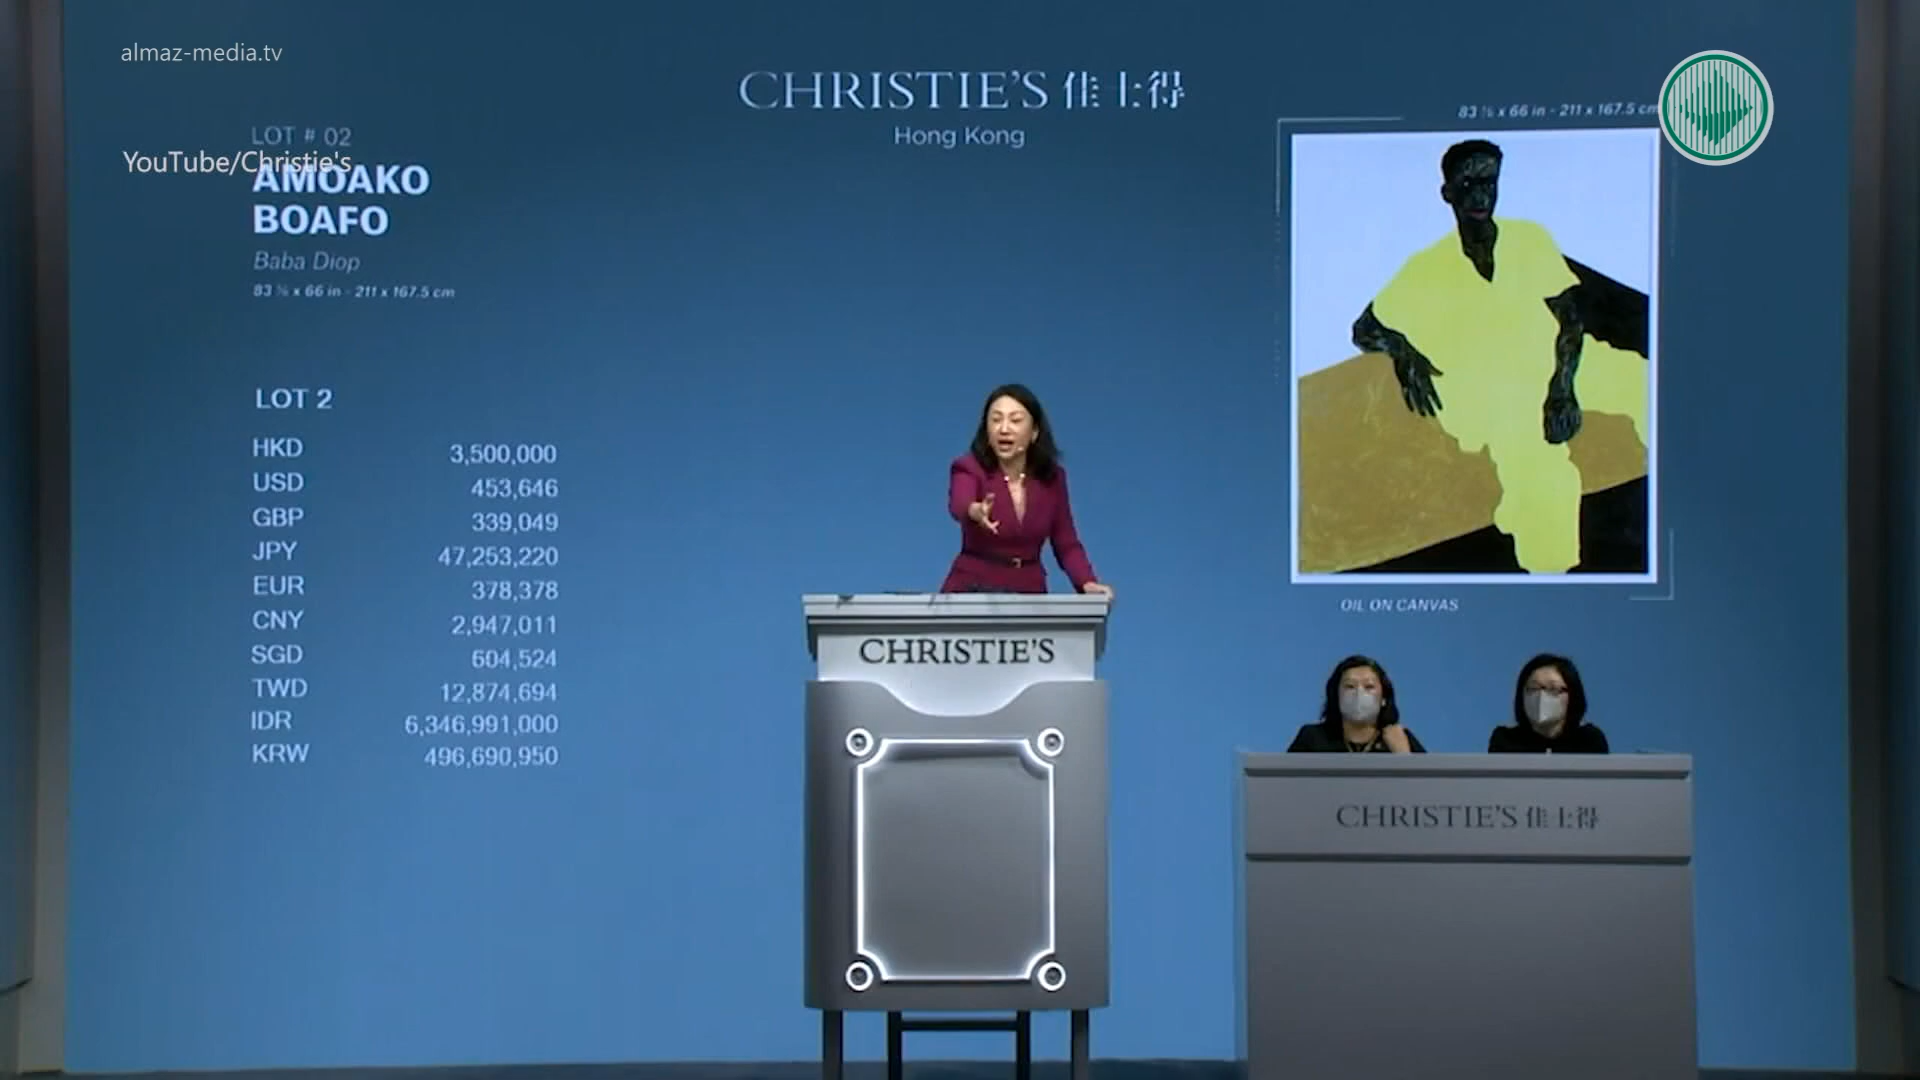 almaz-media.tv
CHRISTIE'S 佳士得
Hong Kong
83 ⅛ x 66 in - 211 x 167.5 cm
LOT # 02
YouTube/Christie's
AMOAKO
BOAFO
Baba Diop
83 ⅛ x 66 in - 211 x 167.5 cm
LOT 2
HKD 3,500,000
USD 453,646
GBP 339,049
JPY 47,253,220
EUR 378,378
CNY 2,947,011
SGD 604,524
TWD 12,874,694
IDR 6,346,991,000
KRW 496,690,950
OIL ON CANVAS
CHRISTIE'S
CHRISTIE'S 佳士得